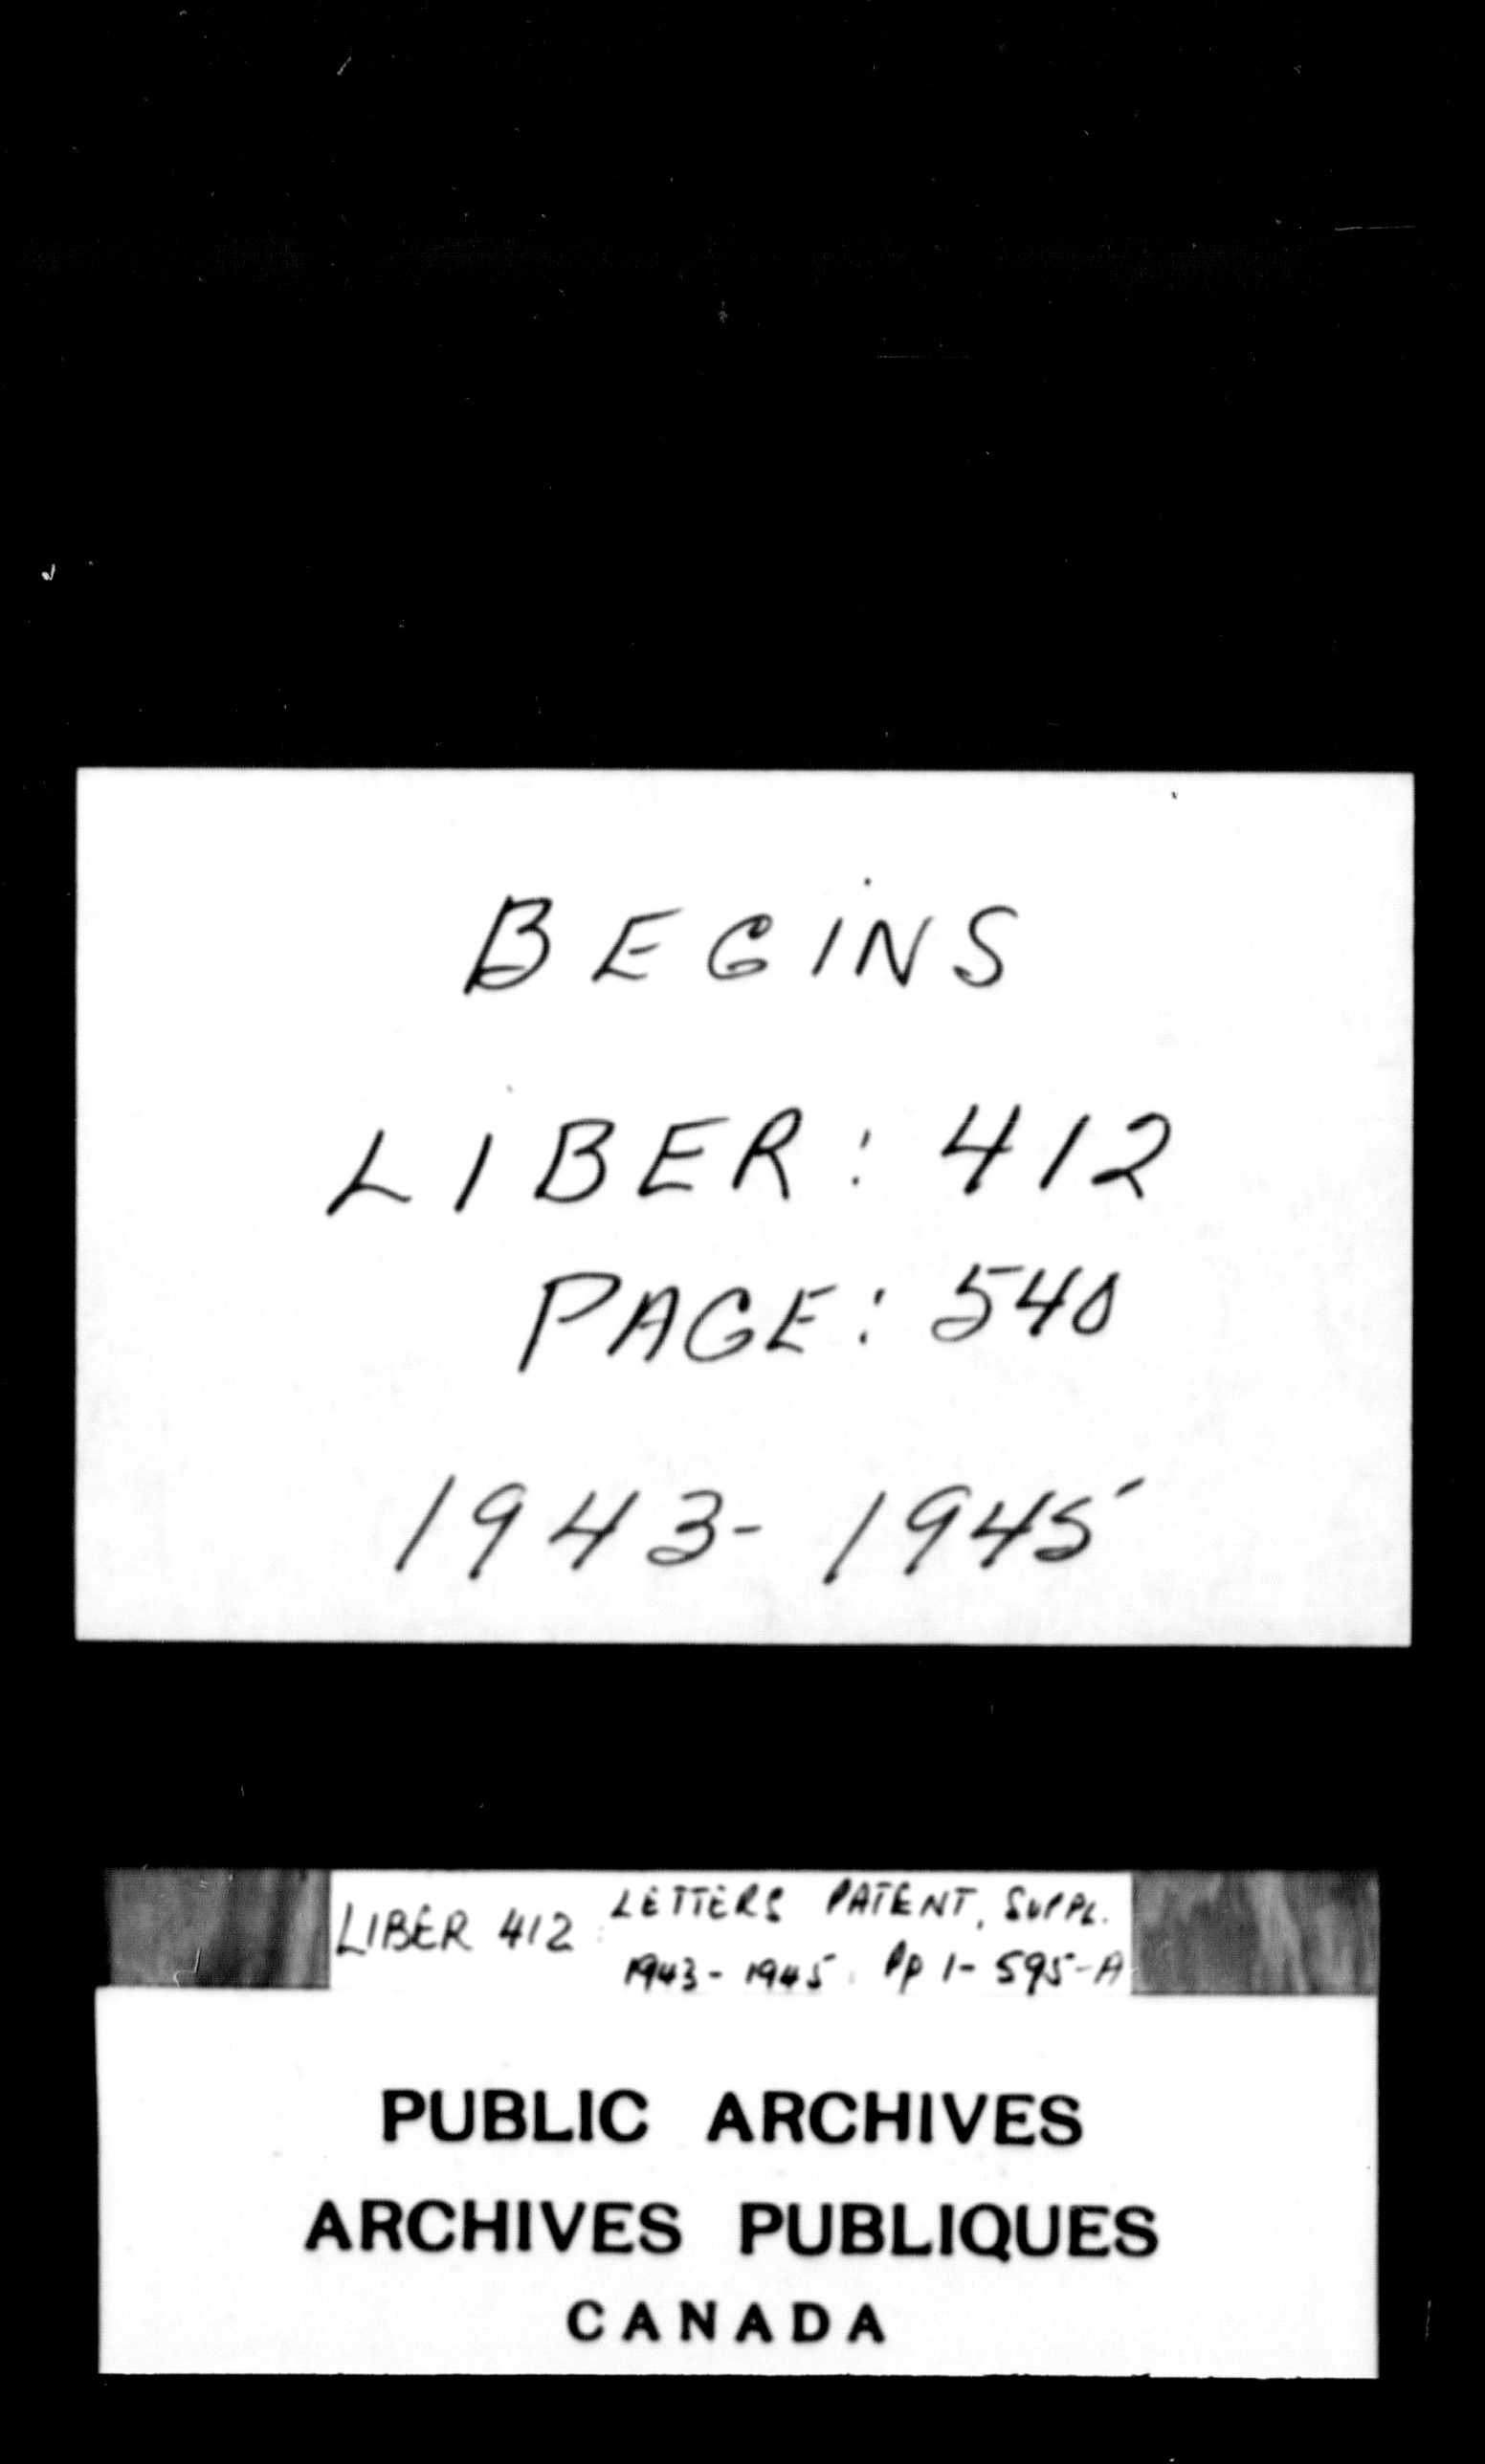 BEGINS
LIBER: 412
PAGE: 540
1943-1945
LIBER 412: LETTERS PATENT, SUPPL.
1943-1945. Pp 1-595-A
PUBLIC ARCHIVES
ARCHIVES PUBLIQUES
CANADA